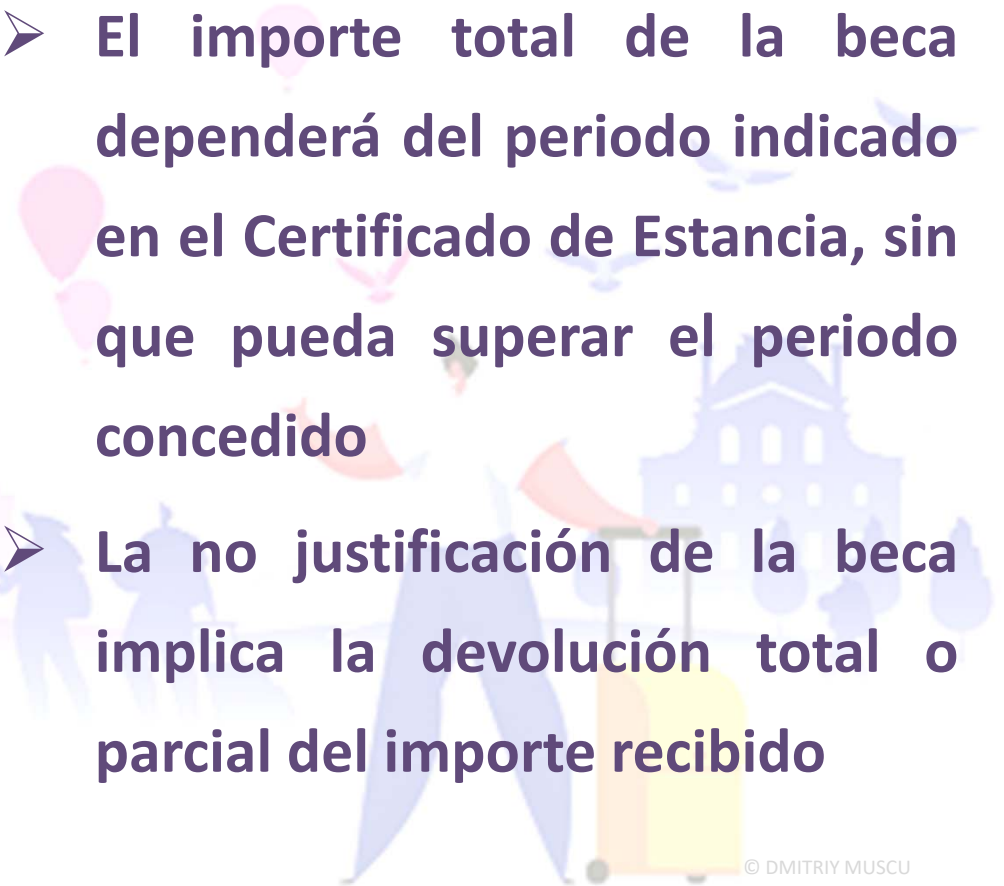 ➢ El importe total de la beca
dependerá del periodo indicado
en el Certificado de Estancia, sin
que pueda superar el periodo
concedido
➢ La no justificación de la beca
implica la devolución total o
parcial del importe recibido
© DMITRIY MUSCU